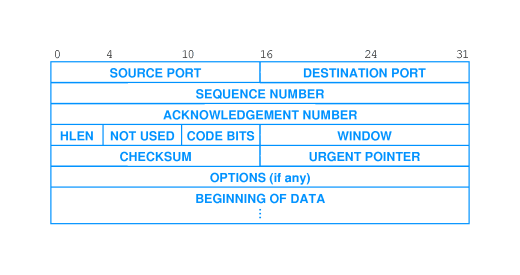 0 4 10 16 24 31
SOURCE PORT DESTINATION PORT
SEQUENCE NUMBER
ACKNOWLEDGEMENT NUMBER
HLEN NOT USED CODE BITS WINDOW
CHECKSUM URGENT POINTER
OPTIONS (if any)
BEGINNING OF DATA
⋮